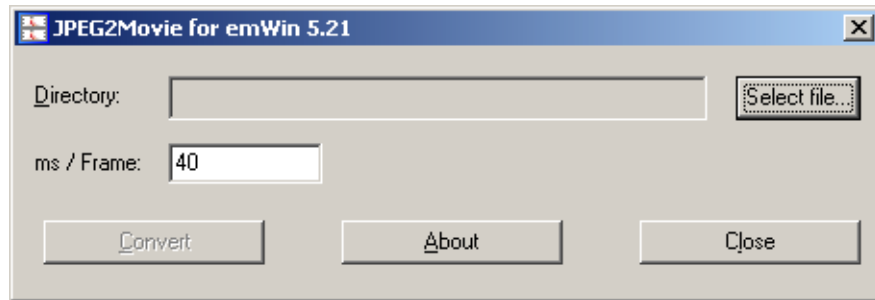 JPEG2Movie for emWin 5.21
Directory: Select file...
ms / Frame: 40
Convert About Close